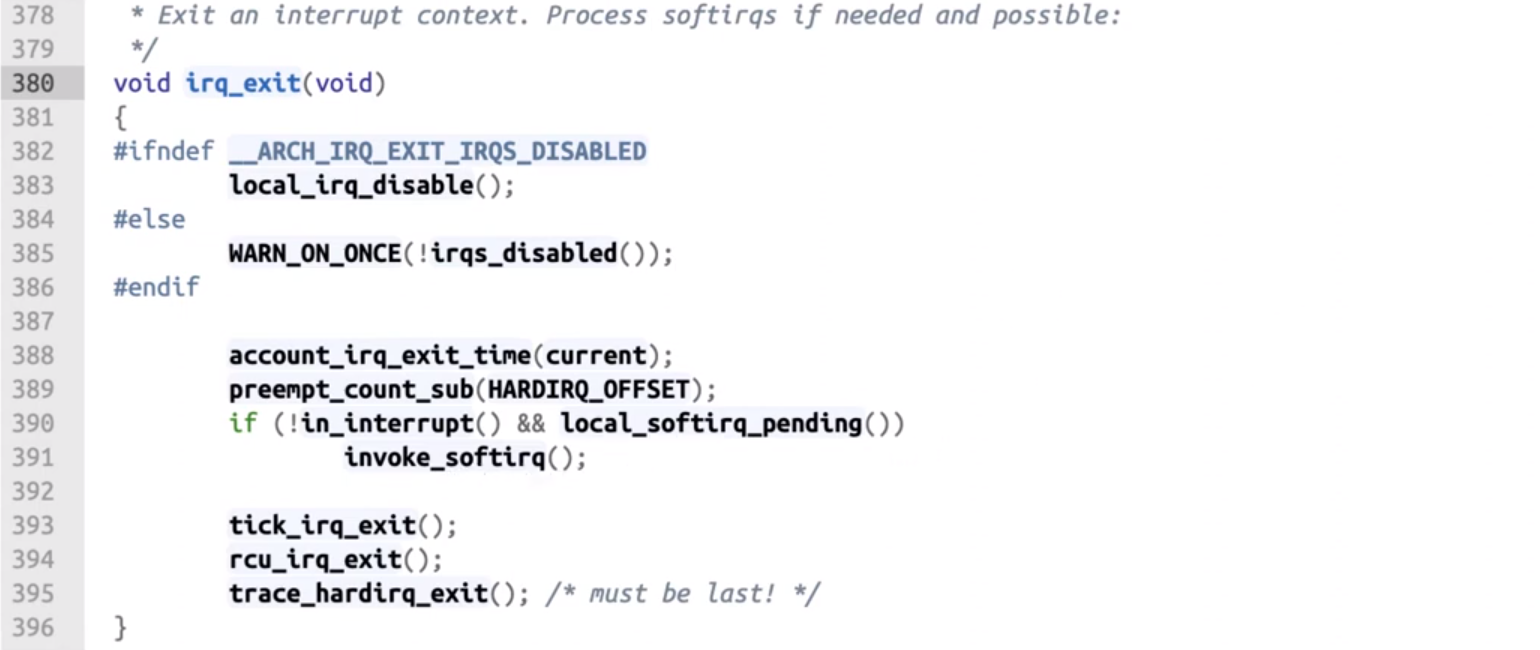 378 * Exit an interrupt context. Process softirqs if needed and possible:
379 */
380 void irq_exit(void)
381 {
382 #ifndef __ARCH_IRQ_EXIT_IRQS_DISABLED
383 local_irq_disable();
384 #else
385 WARN_ON_ONCE(!irqs_disabled());
386 #endif
387
388 account_irq_exit_time(current);
389 preempt_count_sub(HARDIRQ_OFFSET);
390 if (!in_interrupt() && local_softirq_pending())
391 invoke_softirq();
392
393 tick_irq_exit();
394 rcu_irq_exit();
395 trace_hardirq_exit(); /* must be last! */
396 }